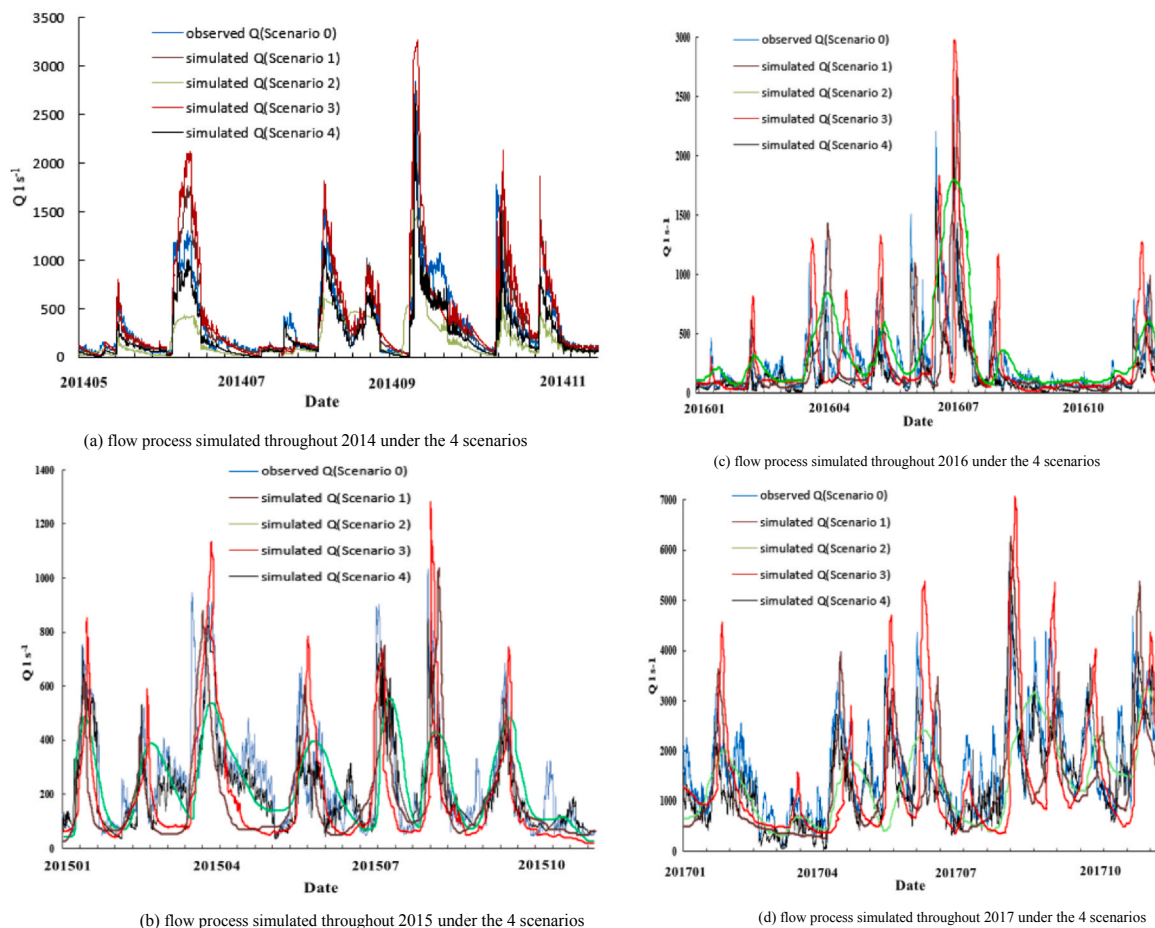 3500
3000
2500
2000
1500
1000
500
0
Q l s-1
observed Q(Scenario 0)
simulated Q(Scenario 1)
simulated Q(Scenario 2)
simulated Q(Scenario 3)
simulated Q(Scenario 4)
201405
201407
201409
201411
Date
(a) flow process simulated throughout 2014 under the 4 scenarios
3000
2500
2000
1500
1000
500
0
Q l s-1
observed Q(Scenario 0)
simulated Q(Scenario 1)
simulated Q(Scenario 2)
simulated Q(Scenario 3)
simulated Q(Scenario 4)
201601
201604
201607
201610
Date
(c) flow process simulated throughout 2016 under the 4 scenarios
1400
1200
1000
800
600
400
200
0
Q l s-1
observed Q(Scenario 0)
simulated Q(Scenario 1)
simulated Q(Scenario 2)
simulated Q(Scenario 3)
simulated Q(Scenario 4)
201501
201504
201507
201510
Date
(b) flow process simulated throughout 2015 under the 4 scenarios
7000
6000
5000
4000
3000
2000
1000
0
Q l s-1
observed Q(Scenario 0)
simulated Q(Scenario 1)
simulated Q(Scenario 2)
simulated Q(Scenario 3)
simulated Q(Scenario 4)
201701
201704
201707
201710
Date
(d) flow process simulated throughout 2017 under the 4 scenarios